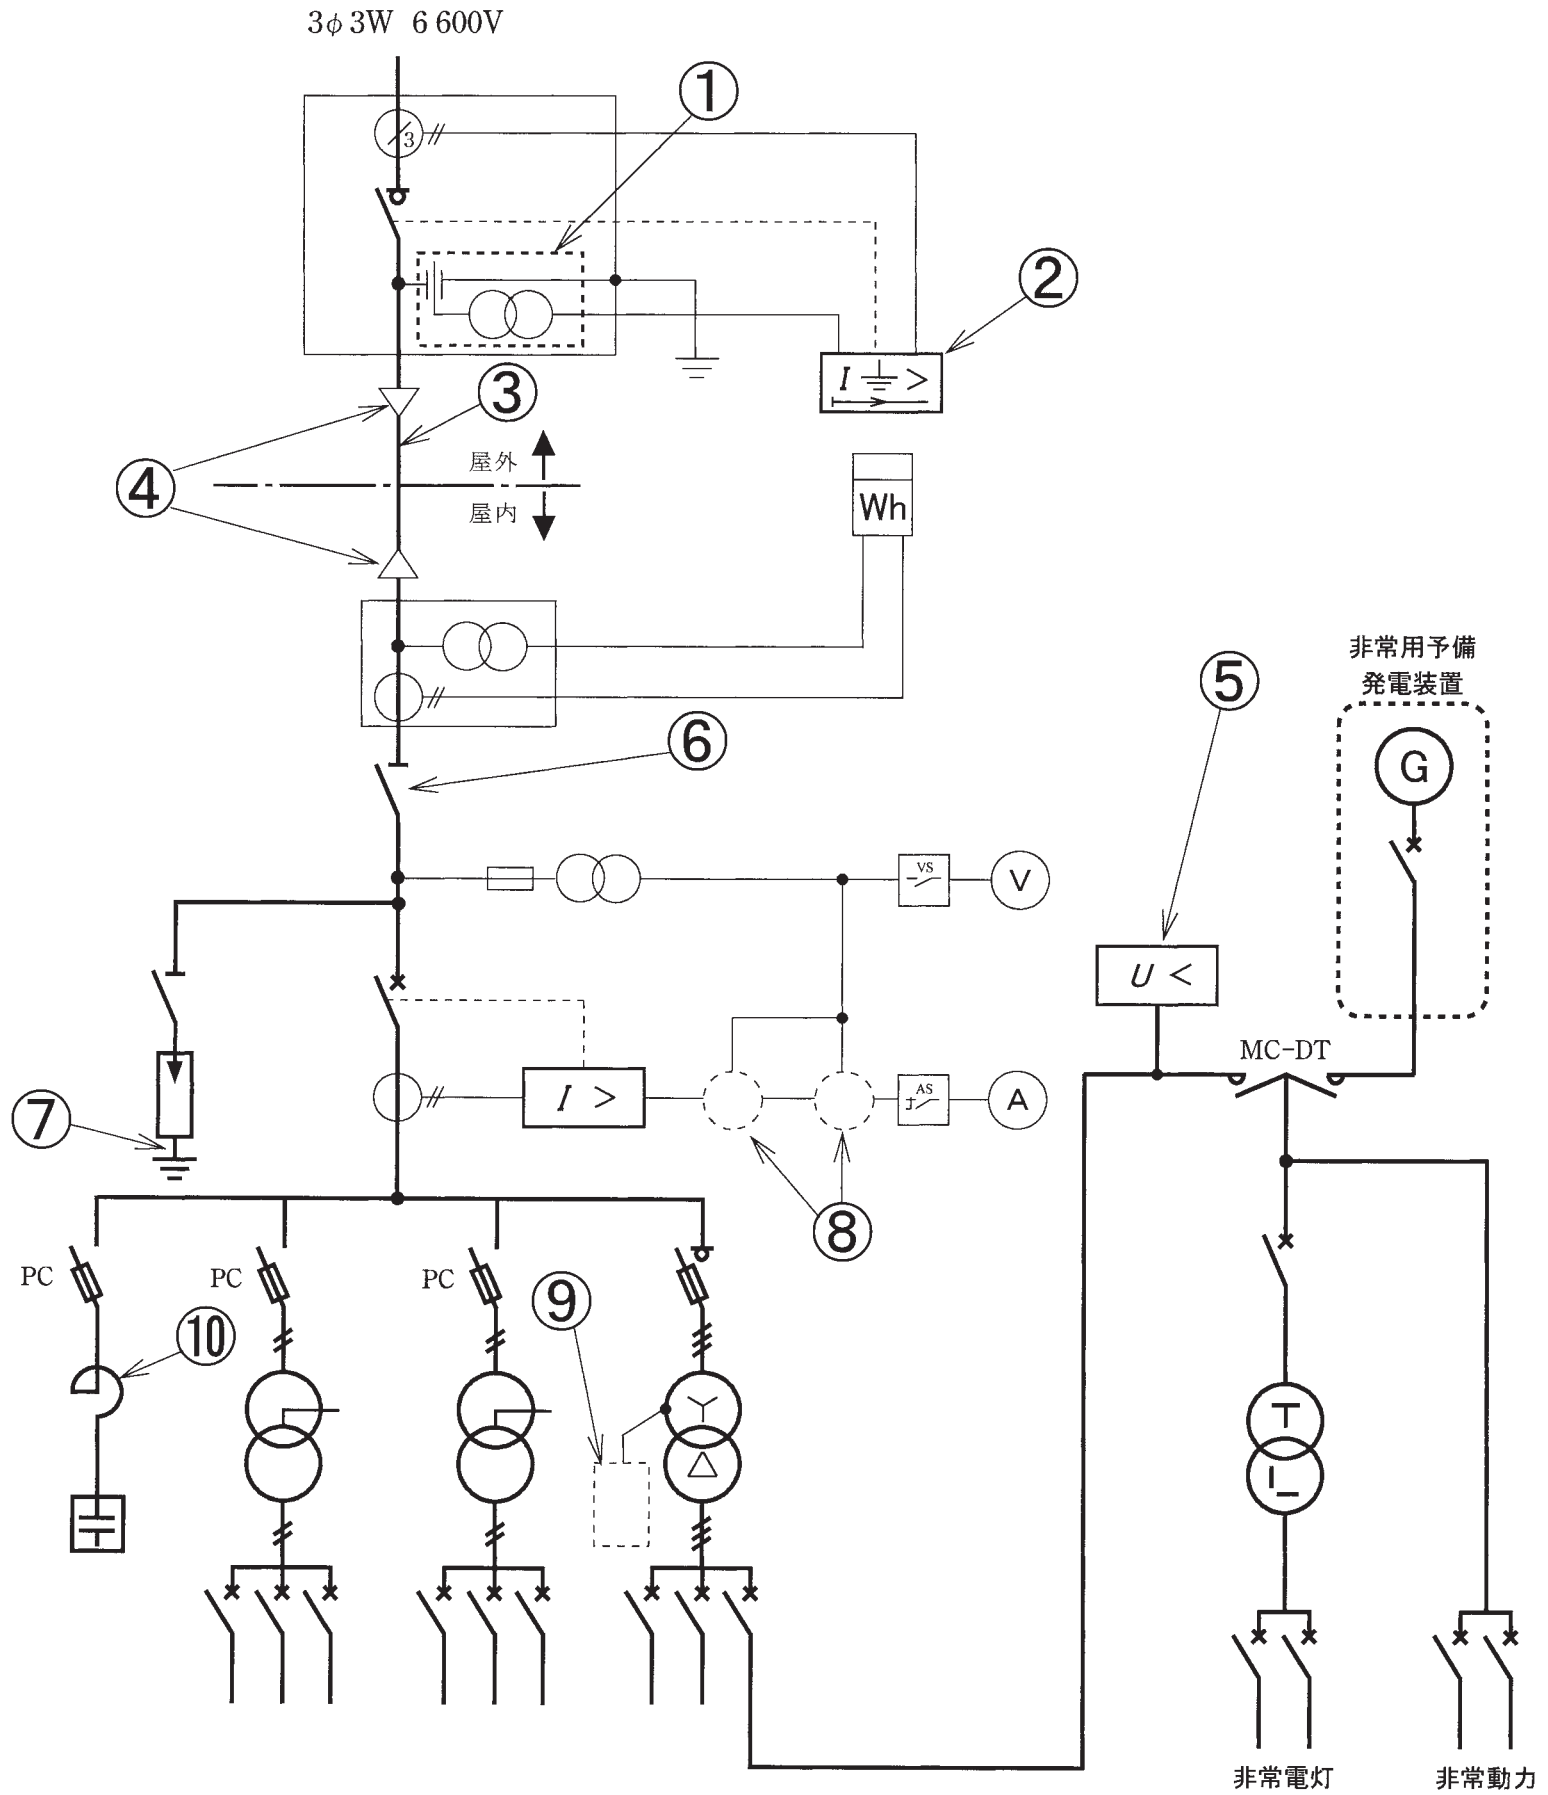 3φ3W 6 600V
①
3
②
I >
③
屋外
④
屋内
Wh
非常用予備
発電装置
⑤
G
⑥
VS
V
U <
MC-DT
I >
AS
A
⑦
⑧
PC
PC
PC
⑨
⑩
非常電灯
非常動力